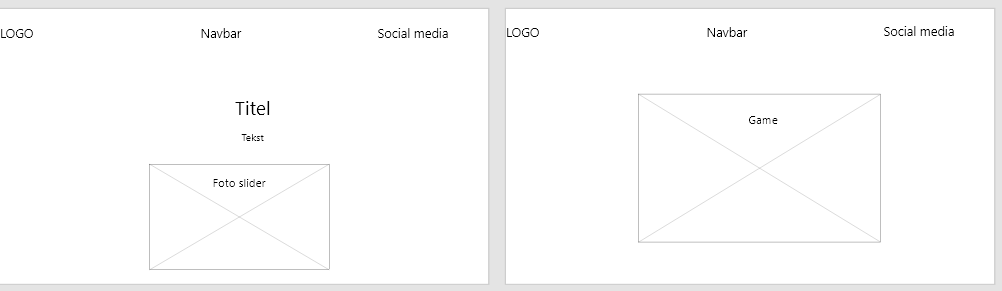 LOGO Navbar Social media
Titel
Tekst
Foto slider
LOGO Navbar Social media
Game